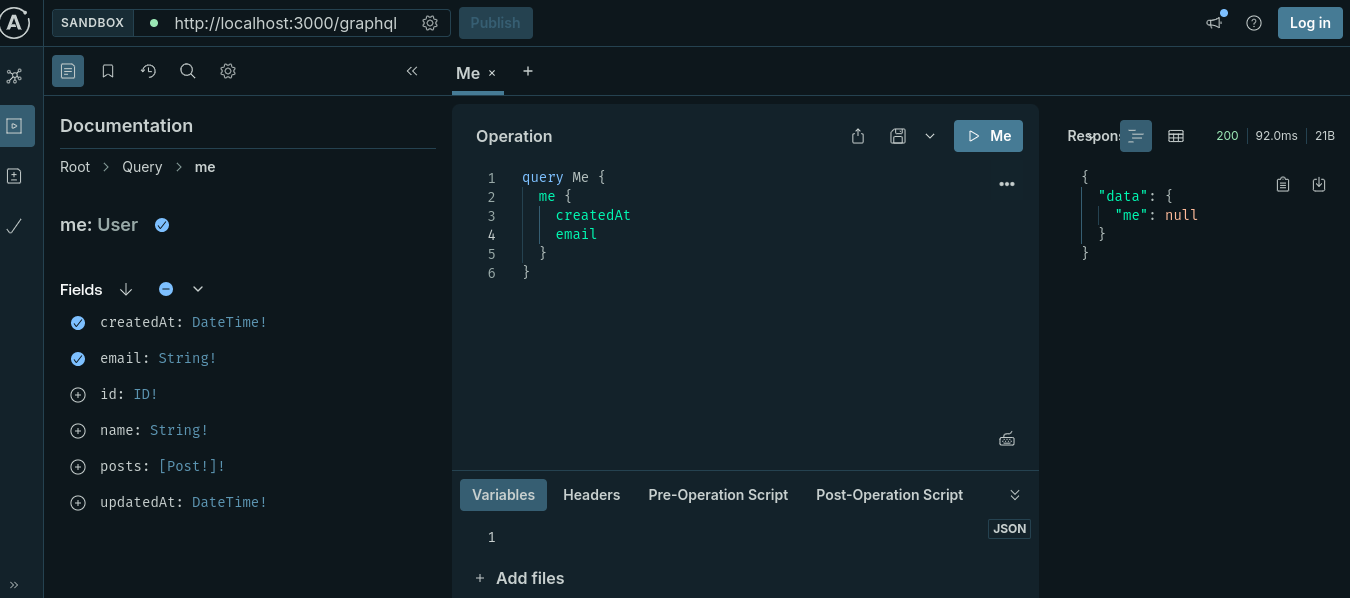 A SANDBOX http://localhost:3000/graphql Publish Log in
Me × +
Documentation
Root > Query > me
me: User
Fields
createdAt: DateTime!
email: String!
id: ID!
name: String!
posts: [Post!]!
updatedAt: DateTime!
Operation Me
1 query Me {
2 me {
3 createdAt
4 email
5 }
6 }
Variables Headers Pre-Operation Script Post-Operation Script
JSON
1
+ Add files
Respon 200 92.0ms 21B
{
"data": {
"me": null
}
}